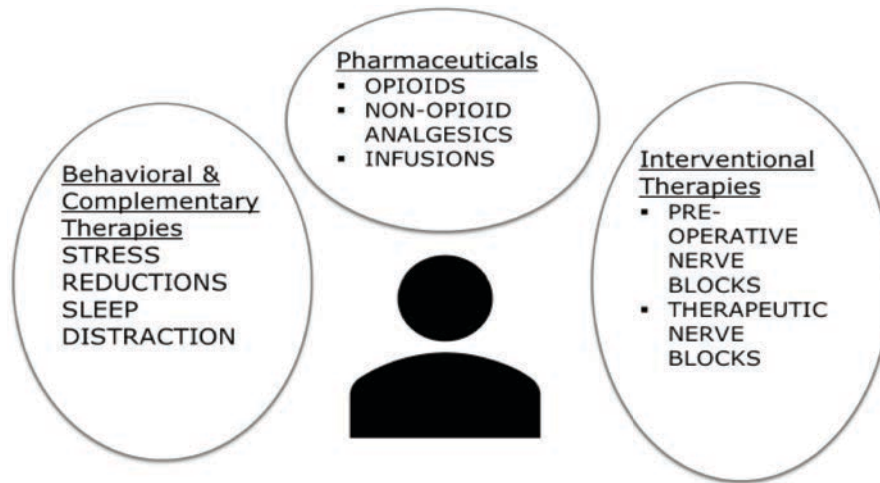 Pharmaceuticals
▪ OPIOIDS
▪ NON-OPIOID
ANALGESICS
▪ INFUSIONS
Behavioral &
Complementary
Therapies
STRESS
REDUCTIONS
SLEEP
DISTRACTION
Interventional
Therapies
▪ PRE-
OPERATIVE
NERVE
BLOCKS
▪ THERAPEUTIC
NERVE
BLOCKS